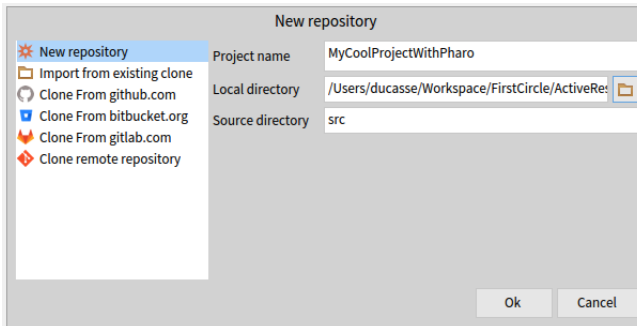 New repository
New repository
Import from existing clone
Clone From github.com
Clone From bitbucket.org
Clone From gitlab.com
Clone remote repository
Project name
MyCoolProjectWithPharo
Local directory
/Users/ducasse/Workspace/FirstCircle/ActiveRes
Source directory
src
Ok
Cancel